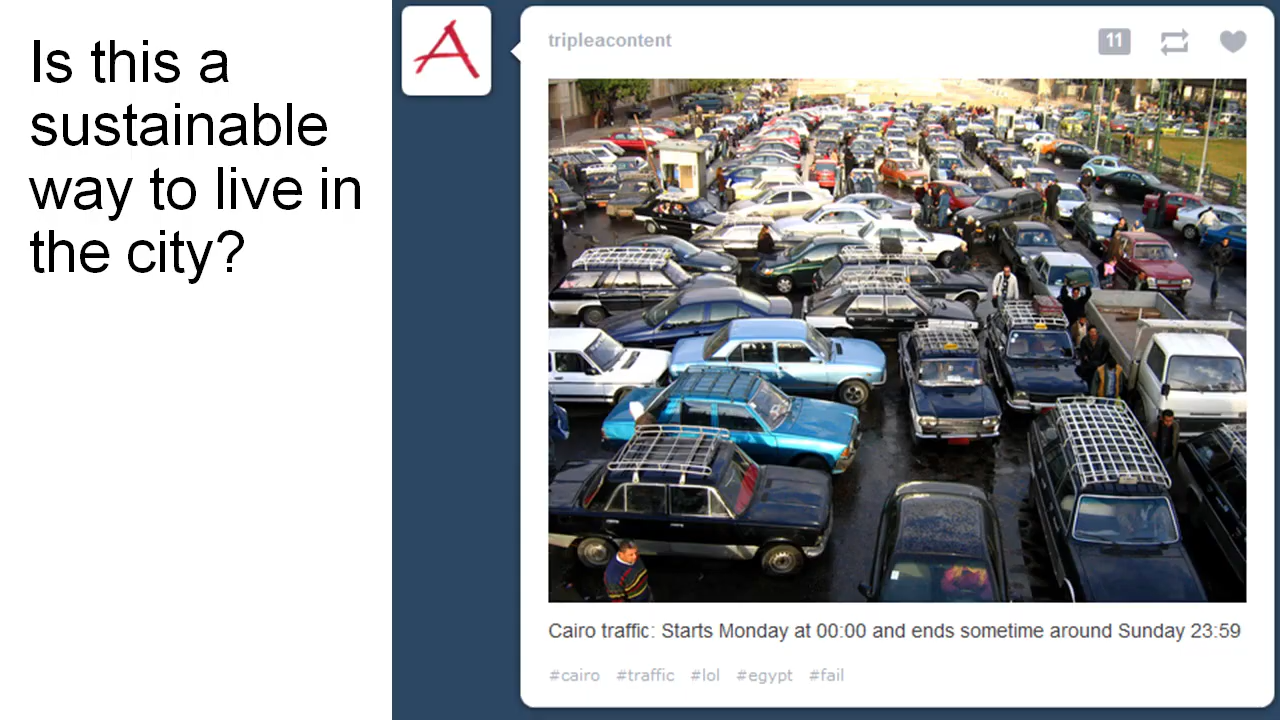 Is this a
sustainable
way to live in
the city?
tripleacontent
11
Cairo traffic: Starts Monday at 00:00 and ends sometime around Sunday 23:59
#cairo #traffic #lol #egypt #fail